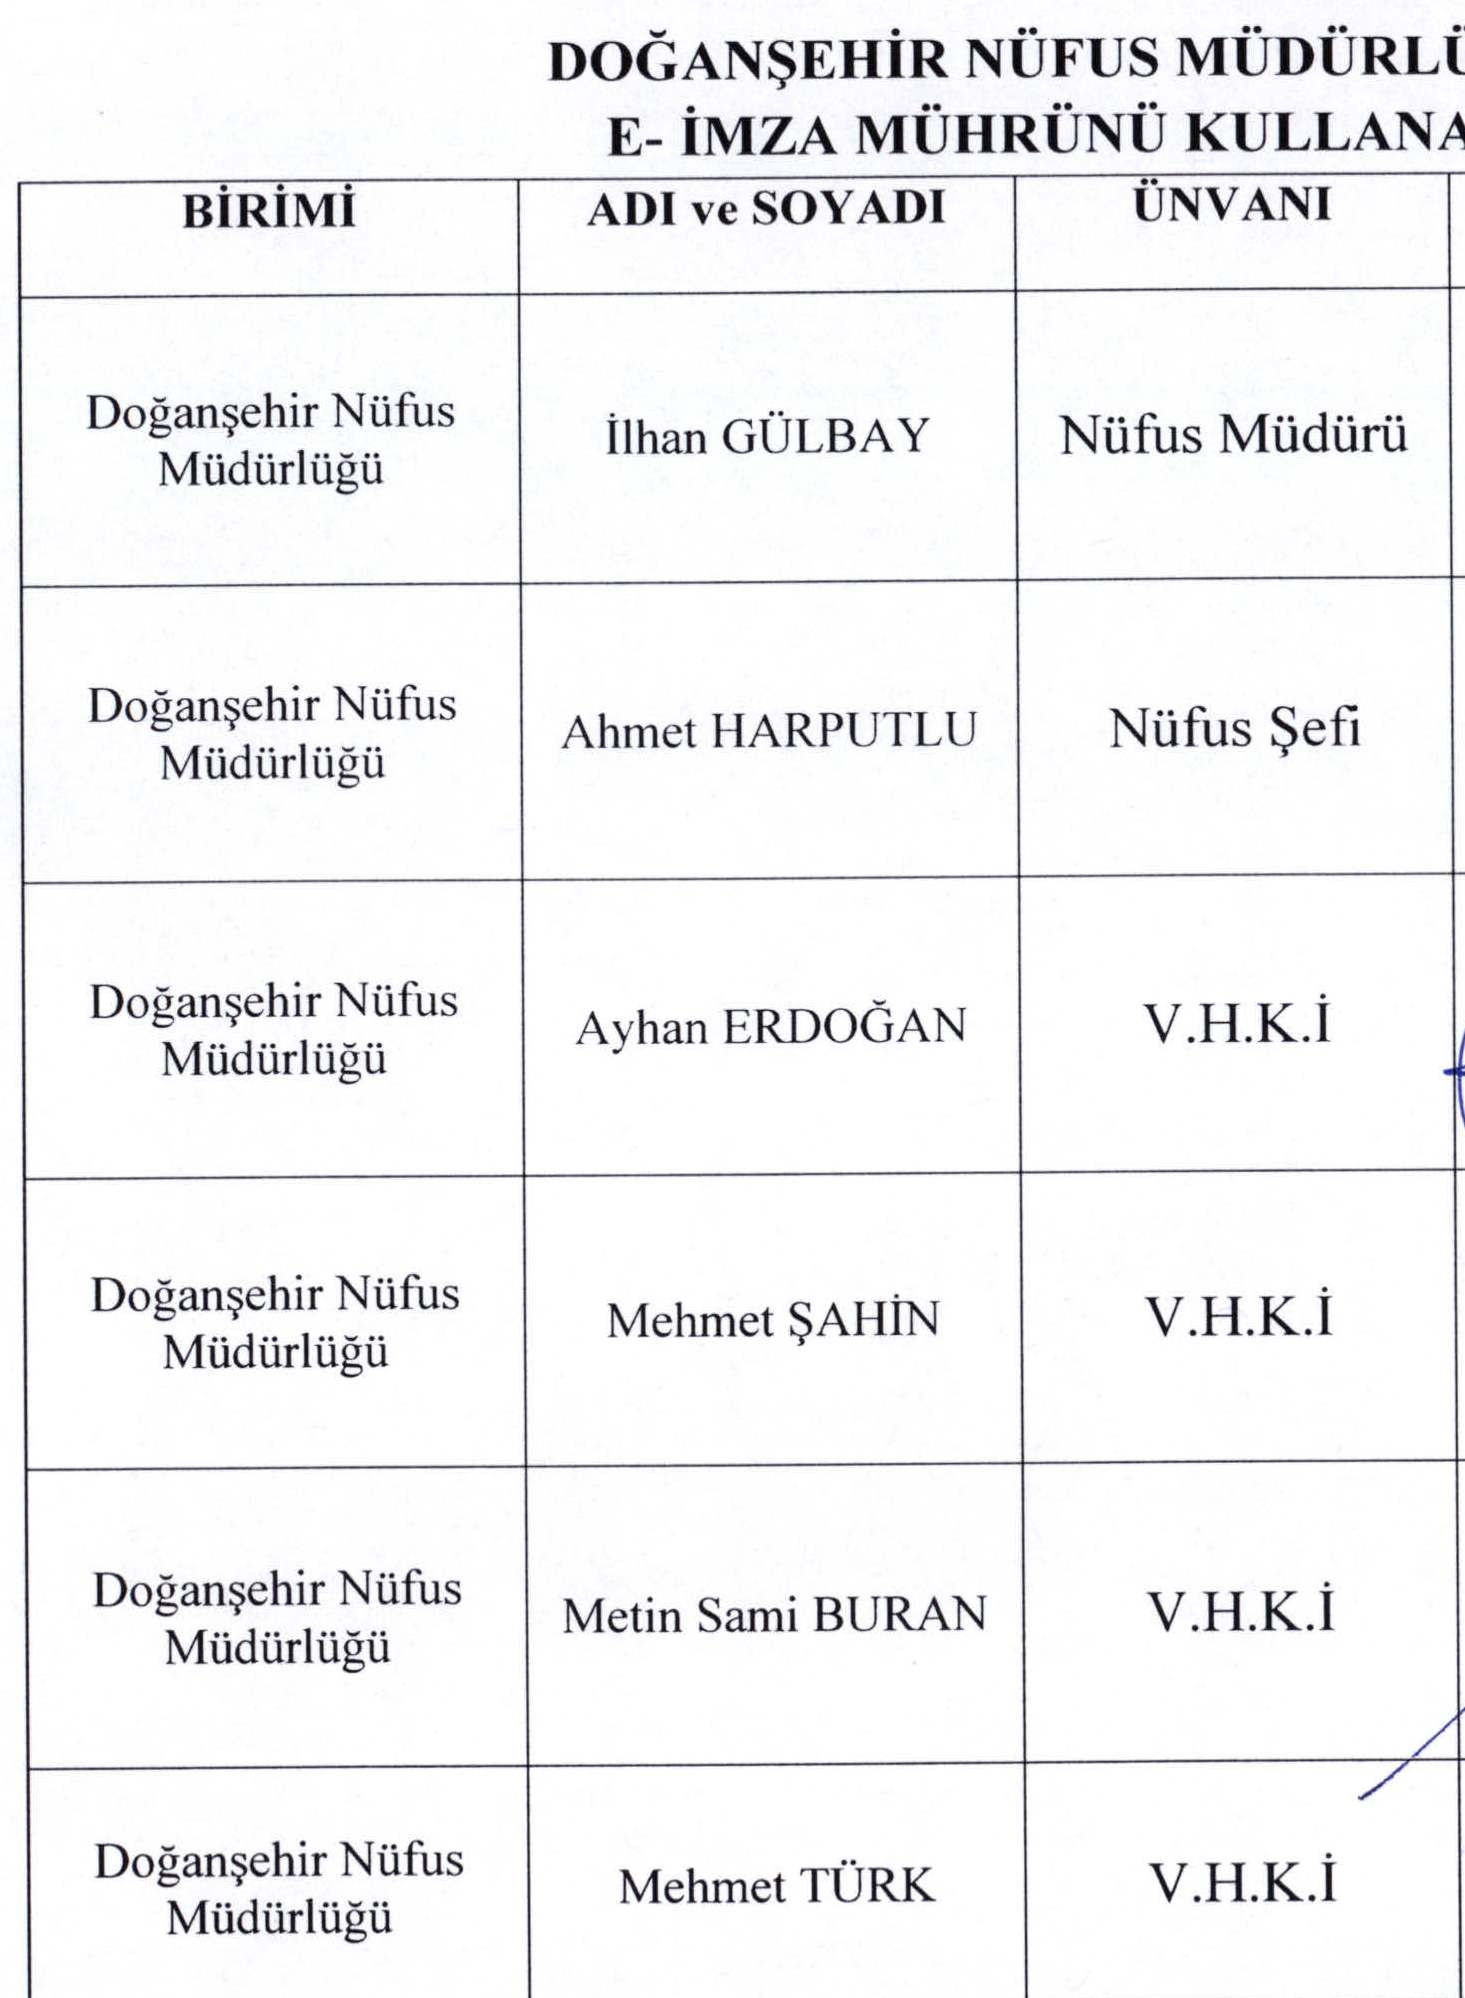 DOĞANŞEHİR NÜFUS MÜDÜRLÜ
E- İMZA MÜHRÜNÜ KULLANA
BİRİMİ ADI ve SOYADI ÜNVANI
Doğanşehir Nüfus
Müdürlüğü
İlhan GÜLBAY
Nüfus Müdürü
Doğanşehir Nüfus
Müdürlüğü
Ahmet HARPUTLU
Nüfus Şefi
Doğanşehir Nüfus
Müdürlüğü
Ayhan ERDOĞAN
V.H.K.İ
Doğanşehir Nüfus
Müdürlüğü
Mehmet ŞAHİN
V.H.K.İ
Doğanşehir Nüfus
Müdürlüğü
Metin Sami BURAN
V.H.K.İ
Doğanşehir Nüfus
Müdürlüğü
Mehmet TÜRK
V.H.K.İ